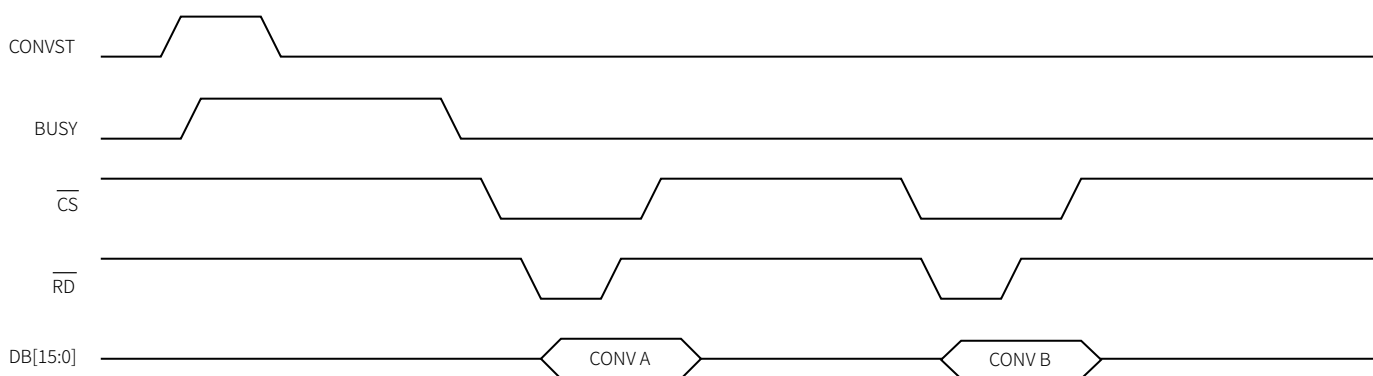 CONVST
BUSY
CS
RD
DB[15:0]
CONV A
CONV B